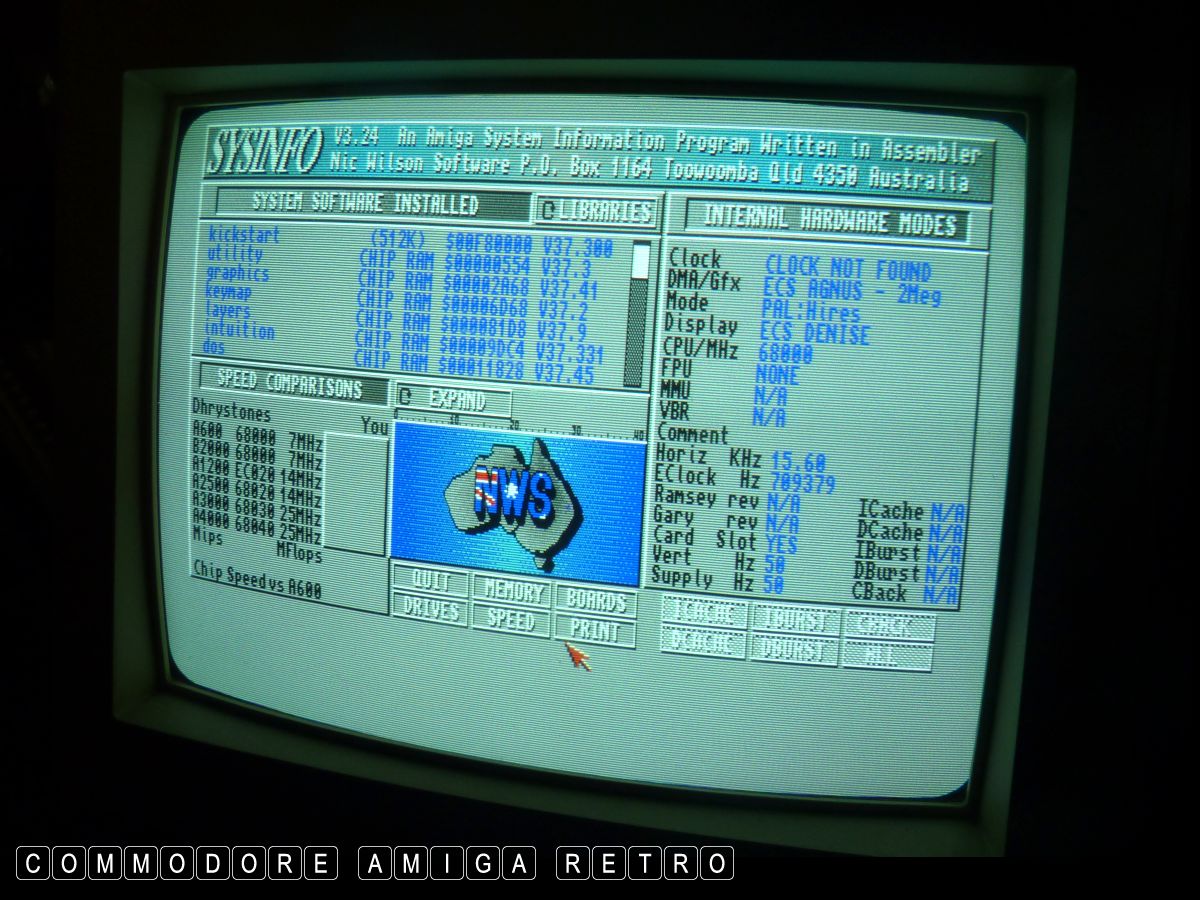 SYSINFO V3.24 An Amiga System Information Program Written in Assembler
Nic Wilson Software P.O. Box 1164 Toowoomba Qld 4350 Australia
SYSTEM SOFTWARE INSTALLED
LIBRARIES
kickstart (512K) $00F80000 V37.300
utility CHIP RAM $00000554 V37.3
graphics CHIP RAM $00002A68 V37.41
keymap CHIP RAM $00006D68 V37.2
layers CHIP RAM $000081D8 V37.9
intuition CHIP RAM $00009DC4 V37.331
dos CHIP RAM $00011828 V37.45
INTERNAL HARDWARE MODES
Clock CLOCK NOT FOUND
DMA/Gfx ECS AGNUS - 2Meg
Mode PAL:Hires
Display ECS DENISE
CPU/MHz 68000
FPU NONE
MMU N/A
VBR N/A
Comment
Horiz KHz 15.60
EClock Hz 709379
Ramsey rev N/A ICache N/A
Gary rev N/A DCache N/A
Card Slot YES IBurst N/A
Vert Hz 50 DBurst N/A
Supply Hz 50 CBack N/A
SPEED COMPARISONS
EXPAND
Dhrystones You
0 10 20 30 40
A600 68000 7MHz
B2000 68000 7MHz
A1200 EC020 14MHz
A2500 68020 14MHz
A3000 68030 25MHz
A4000 68040 25MHz
Mips MFlops
Chip Speed vs A600
NWS
QUIT MEMORY BOARDS
DRIVES SPEED PRINT
ICACHE IBURST CBACK
DCACHE DBURST ALL
COMMODORE AMIGA RETRO